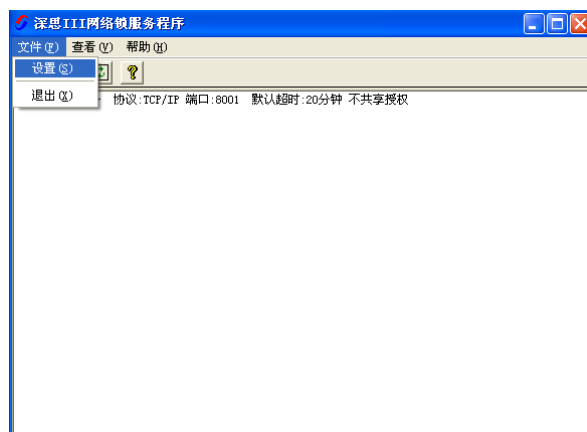 深思III网络镜服务程序
文件(F) 查看(V) 帮助(H)
设置(S)
退出(X)
协议:TCP/IP 端口:8001 默认超时:20分钟 不共享授权